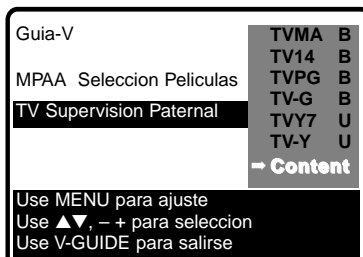 Guia-V
MPAA Seleccion Peliculas
TV Supervision Paternal
TVMA B
TV14 B
TVPG B
TV-G B
TVY7 U
TV-Y U
➡ Content
Use MENU para ajuste
Use ▲▼, – + para seleccion
Use V-GUIDE para salirse